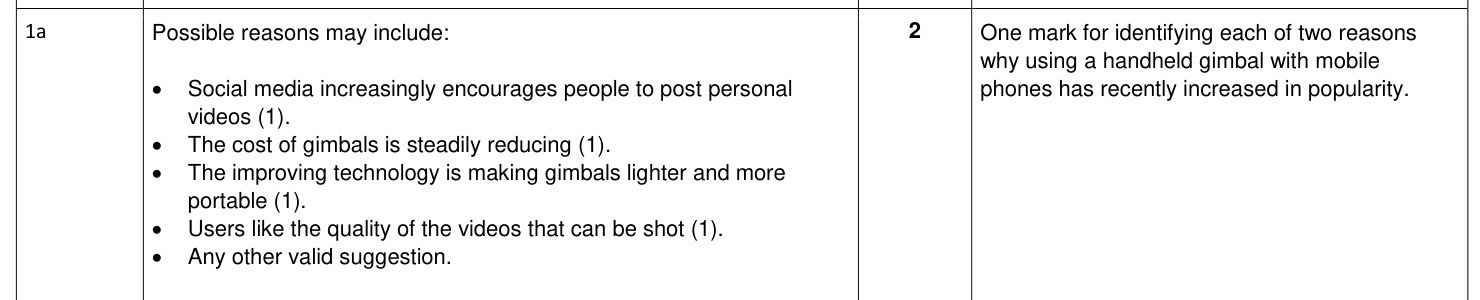 1a
Possible reasons may include:
• Social media increasingly encourages people to post personal
videos (1).
• The cost of gimbals is steadily reducing (1).
• The improving technology is making gimbals lighter and more
portable (1).
• Users like the quality of the videos that can be shot (1).
• Any other valid suggestion.
2
One mark for identifying each of two reasons
why using a handheld gimbal with mobile
phones has recently increased in popularity.